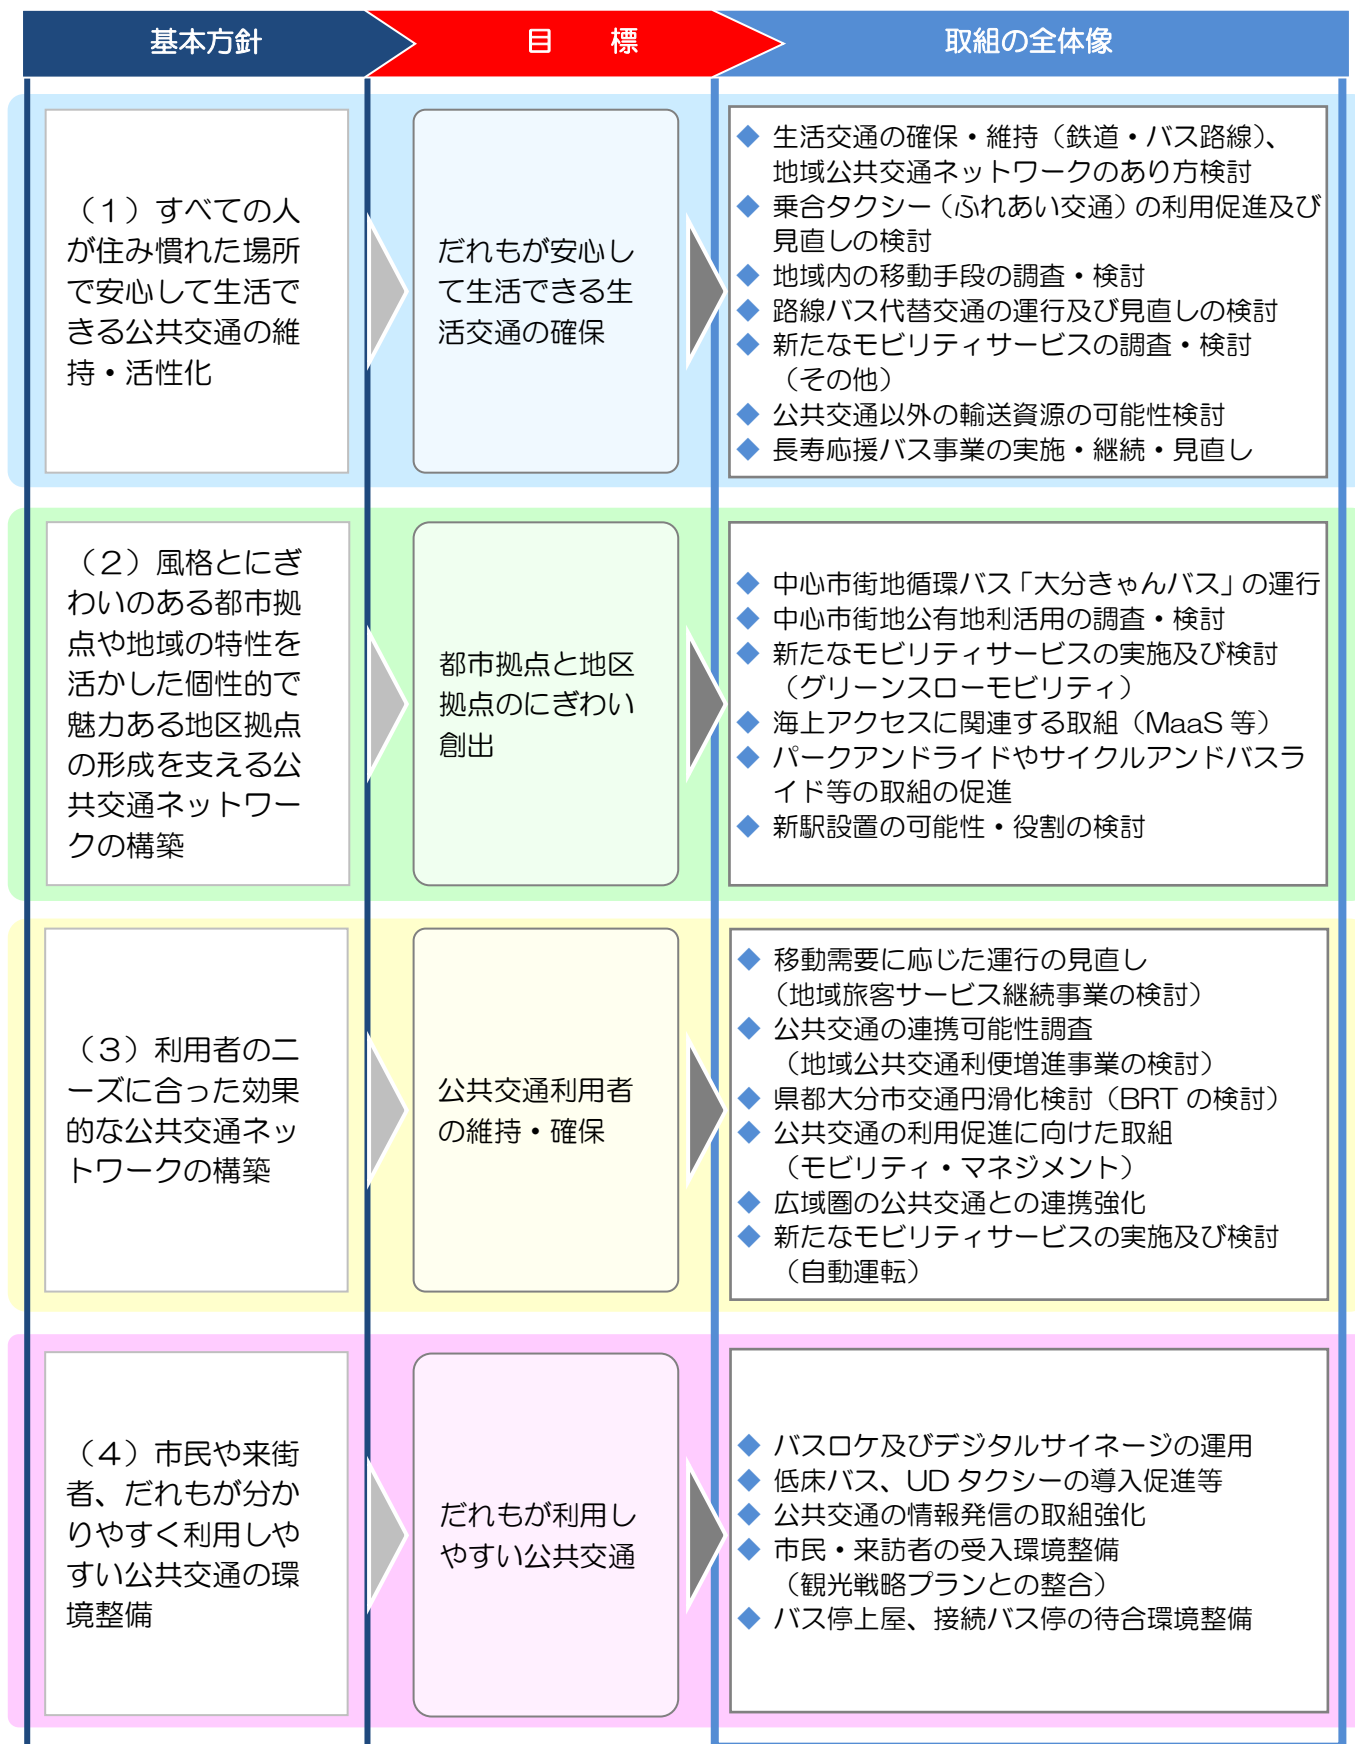 基本方針
目　　標
取組の全体像
（１）すべての人
が住み慣れた場所
で安心して生活で
きる公共交通の維
持・活性化
だれもが安心し
て生活できる生
活交通の確保
◆ 生活交通の確保・維持（鉄道・バス路線）、
地域公共交通ネットワークのあり方検討
◆ 乗合タクシー（ふれあい交通）の利用促進及び
見直しの検討
◆ 地域内の移動手段の調査・検討
◆ 路線バス代替交通の運行及び見直しの検討
◆ 新たなモビリティサービスの調査・検討
（その他）
◆ 公共交通以外の輸送資源の可能性検討
◆ 長寿応援バス事業の実施・継続・見直し
（２）風格とにぎ
わいのある都市拠
点や地域の特性を
活かした個性的で
魅力ある地区拠点
の形成を支える公
共交通ネットワー
クの構築
都市拠点と地区
拠点のにぎわい
創出
◆ 中心市街地循環バス「大分きゃんバス」の運行
◆ 中心市街地公有地利活用の調査・検討
◆ 新たなモビリティサービスの実施及び検討
（グリーンスローモビリティ）
◆ 海上アクセスに関連する取組（MaaS 等）
◆ パークアンドライドやサイクルアンドバスラ
イド等の取組の促進
◆ 新駅設置の可能性・役割の検討
（３）利用者のニ
ーズに合った効果
的な公共交通ネッ
トワークの構築
公共交通利用者
の維持・確保
◆ 移動需要に応じた運行の見直し
（地域旅客サービス継続事業の検討）
◆ 公共交通の連携可能性調査
（地域公共交通利便増進事業の検討）
◆ 県都大分市交通円滑化検討（BRT の検討）
◆ 公共交通の利用促進に向けた取組
（モビリティ・マネジメント）
◆ 広域圏の公共交通との連携強化
◆ 新たなモビリティサービスの実施及び検討
（自動運転）
（４）市民や来街
者、だれもが分か
りやすく利用しや
すい公共交通の環
境整備
だれもが利用し
やすい公共交通
◆ バスロケ及びデジタルサイネージの運用
◆ 低床バス、UD タクシーの導入促進等
◆ 公共交通の情報発信の取組強化
◆ 市民・来訪者の受入環境整備
（観光戦略プランとの整合）
◆ バス停上屋、接続バス停の待合環境整備